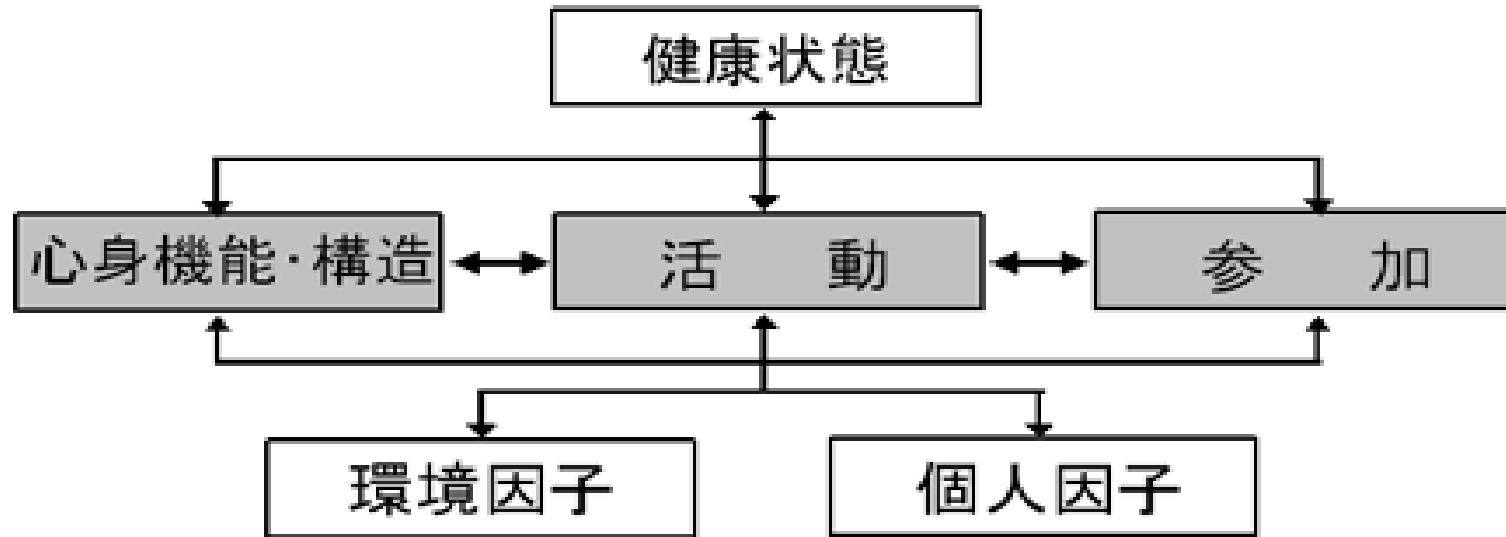 健康状態
心身機能・構造
活動
参加
環境因子
個人因子